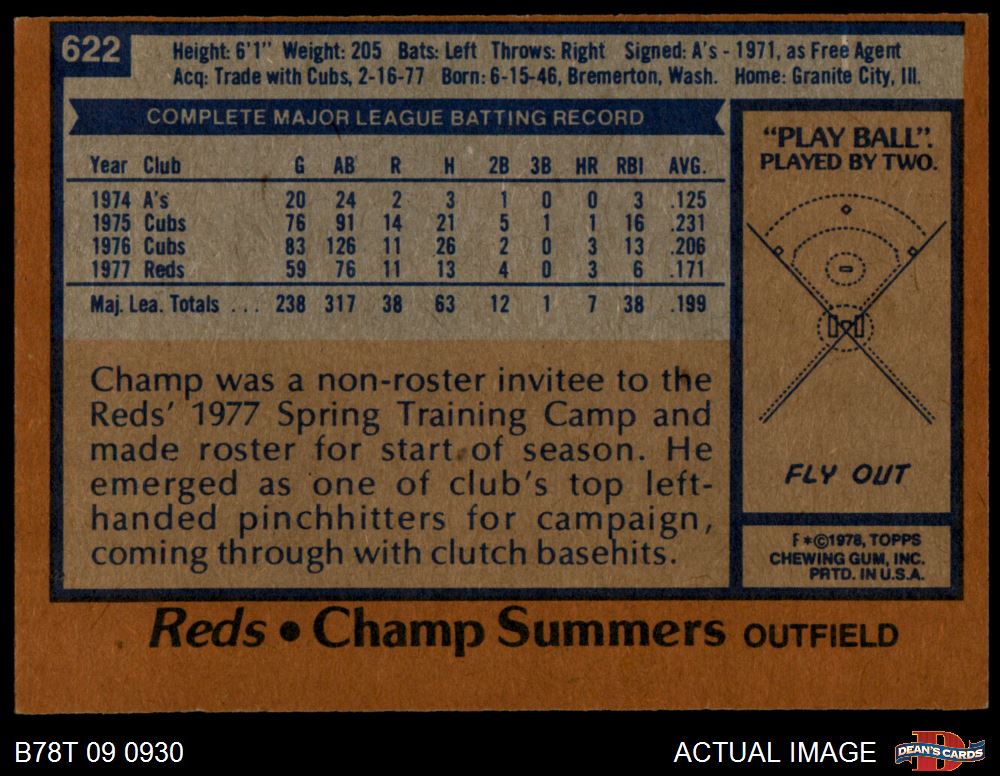 622
Height: 6'1" Weight: 205 Bats: Left Throws: Right Signed: A's - 1971, as Free Agent
Acq: Trade with Cubs, 2-16-77 Born: 6-15-46, Bremerton, Wash. Home: Granite City, Ill.
COMPLETE MAJOR LEAGUE BATTING RECORD
Year Club G AB R H 2B 3B HR RBI AVG.
1974 A's 20 24 2 3 1 0 0 3 .125
1975 Cubs 76 91 14 21 5 1 1 16 .231
1976 Cubs 83 126 11 26 2 0 3 13 .206
1977 Reds 59 76 11 13 4 0 3 6 .171
Maj. Lea. Totals . . . 238 317 38 63 12 1 7 38 .199
Champ was a non-roster invitee to the
Reds' 1977 Spring Training Camp and
made roster for start of season. He
emerged as one of club's top left-
handed pinchhitters for campaign,
coming through with clutch basehits.
"PLAY BALL".
PLAYED BY TWO.
FLY OUT
F*©1978, TOPPS
CHEWING GUM, INC.
PRTD. IN U.S.A.
Reds • Champ Summers OUTFIELD
B78T 09 0930
ACTUAL IMAGE
DEAN'S CARDS